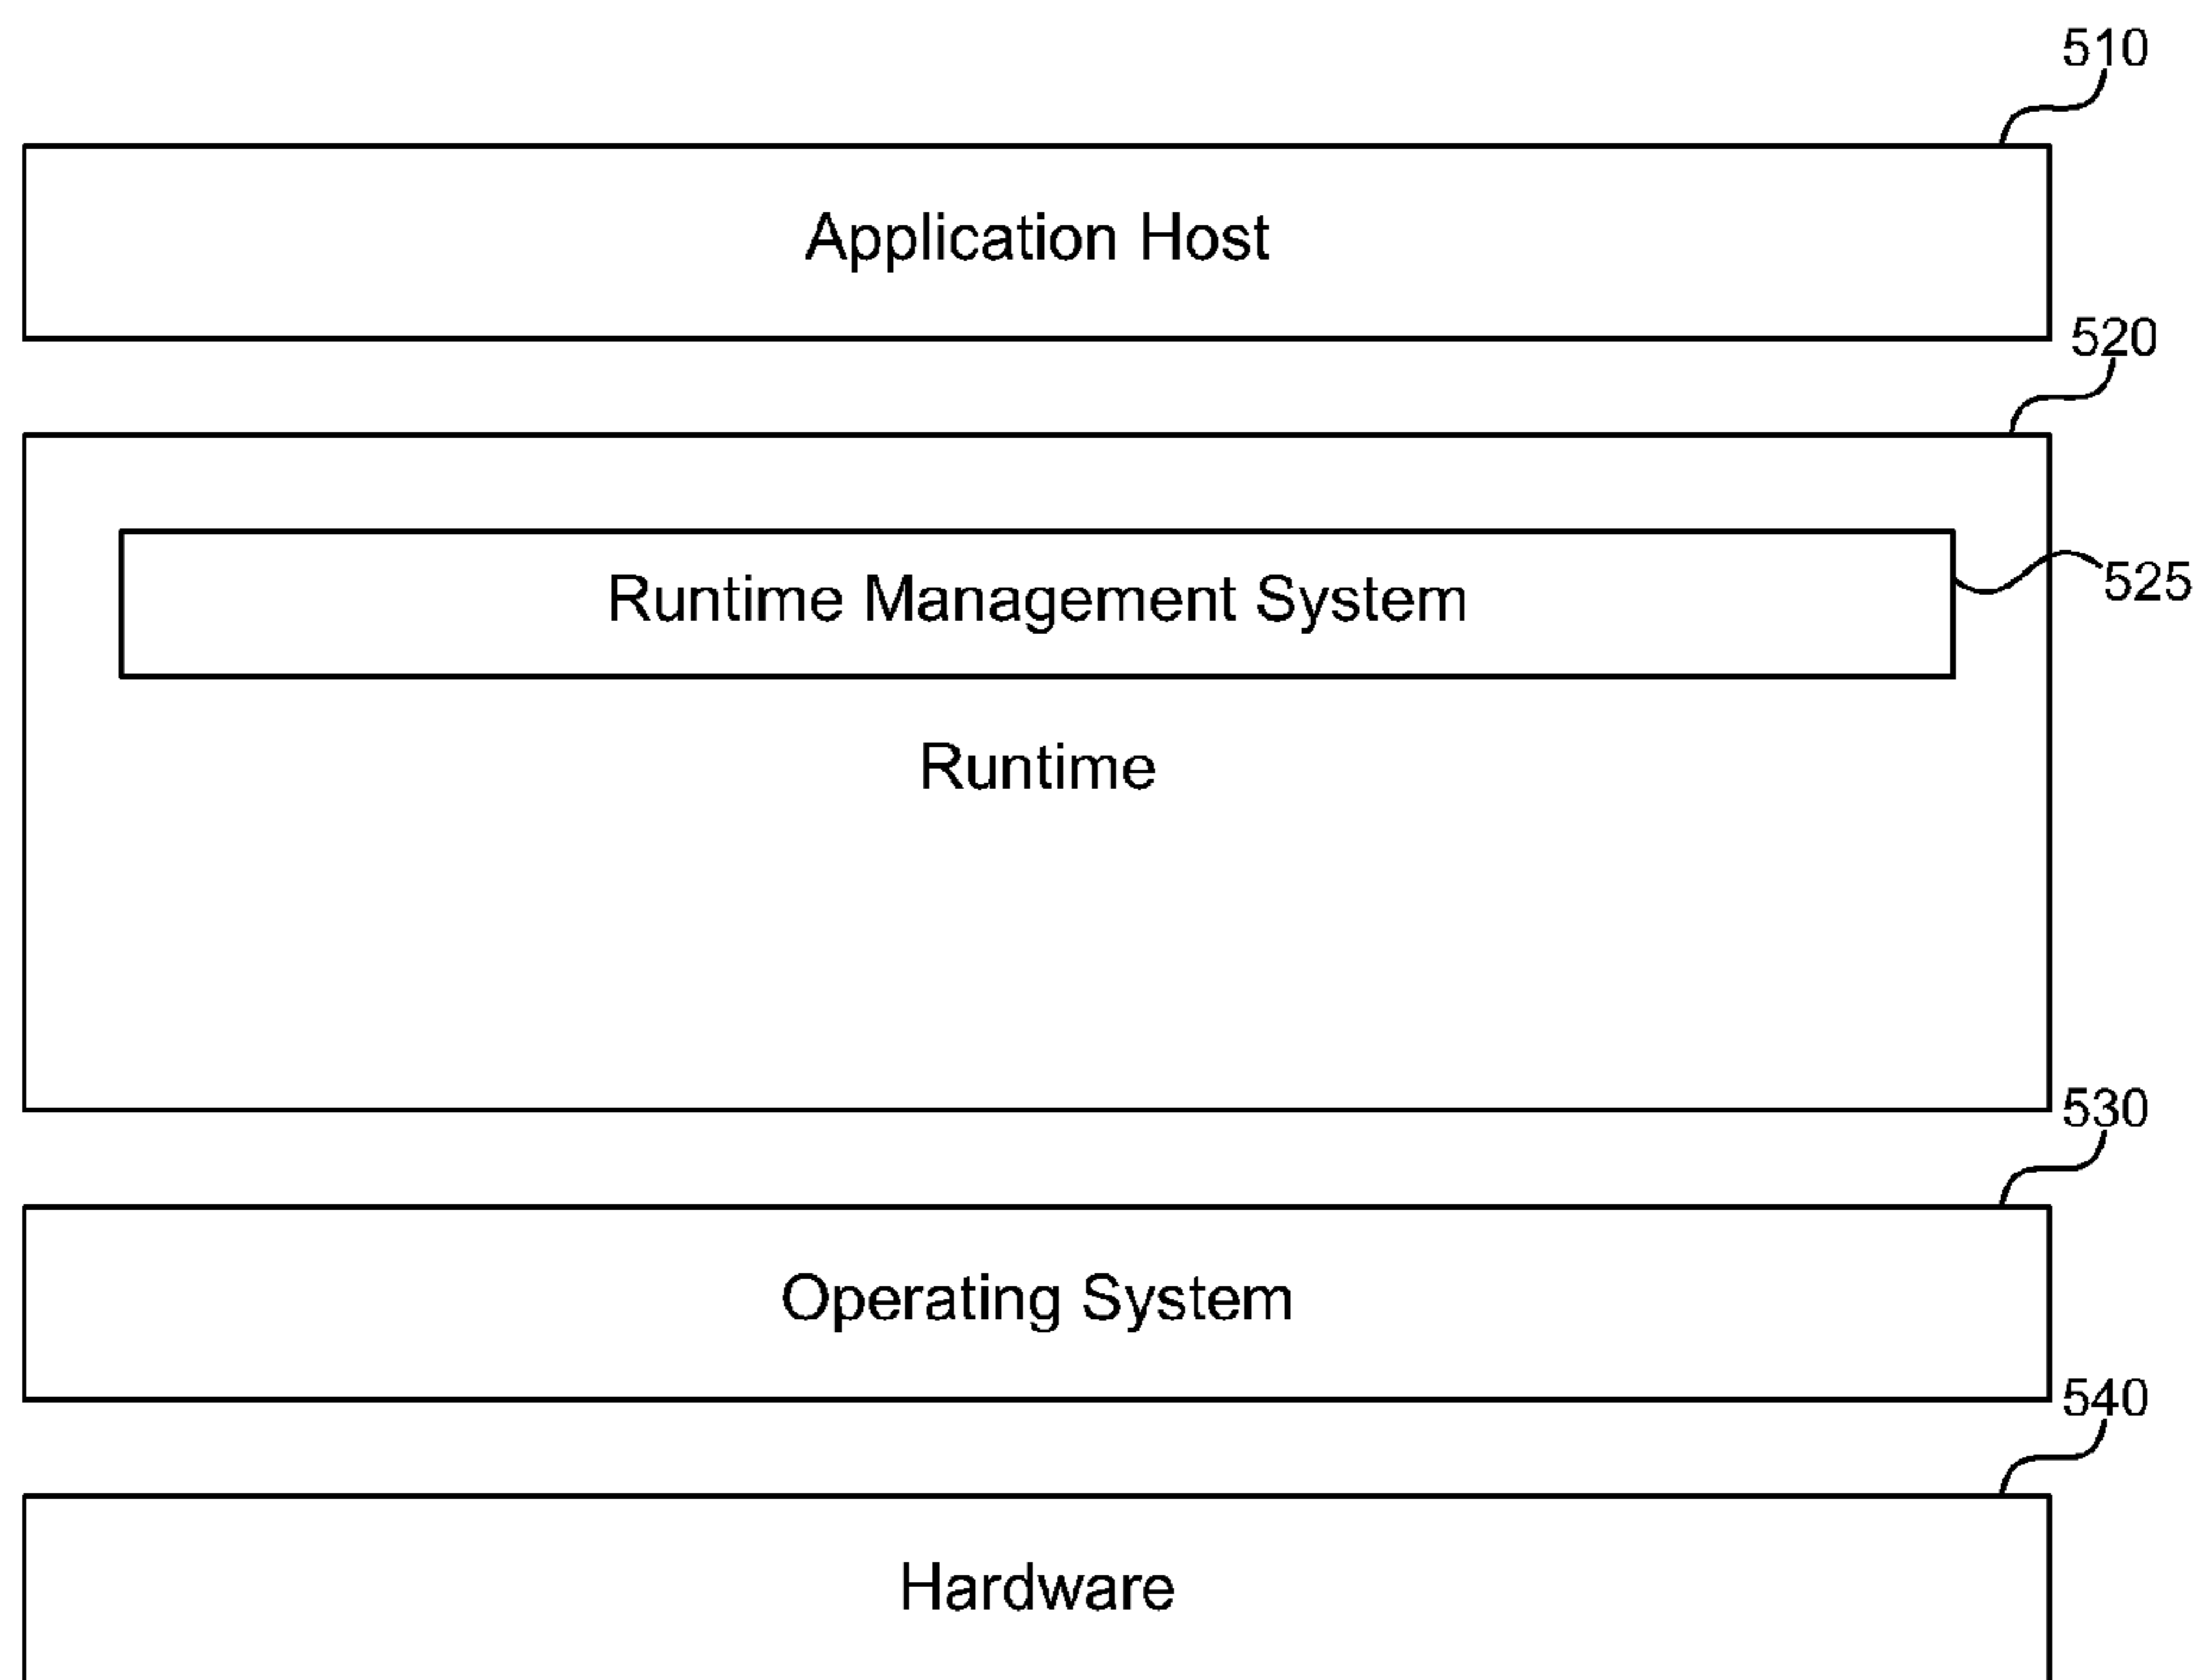 510
Application Host
520
Runtime Management System
525
Runtime
530
Operating System
540
Hardware